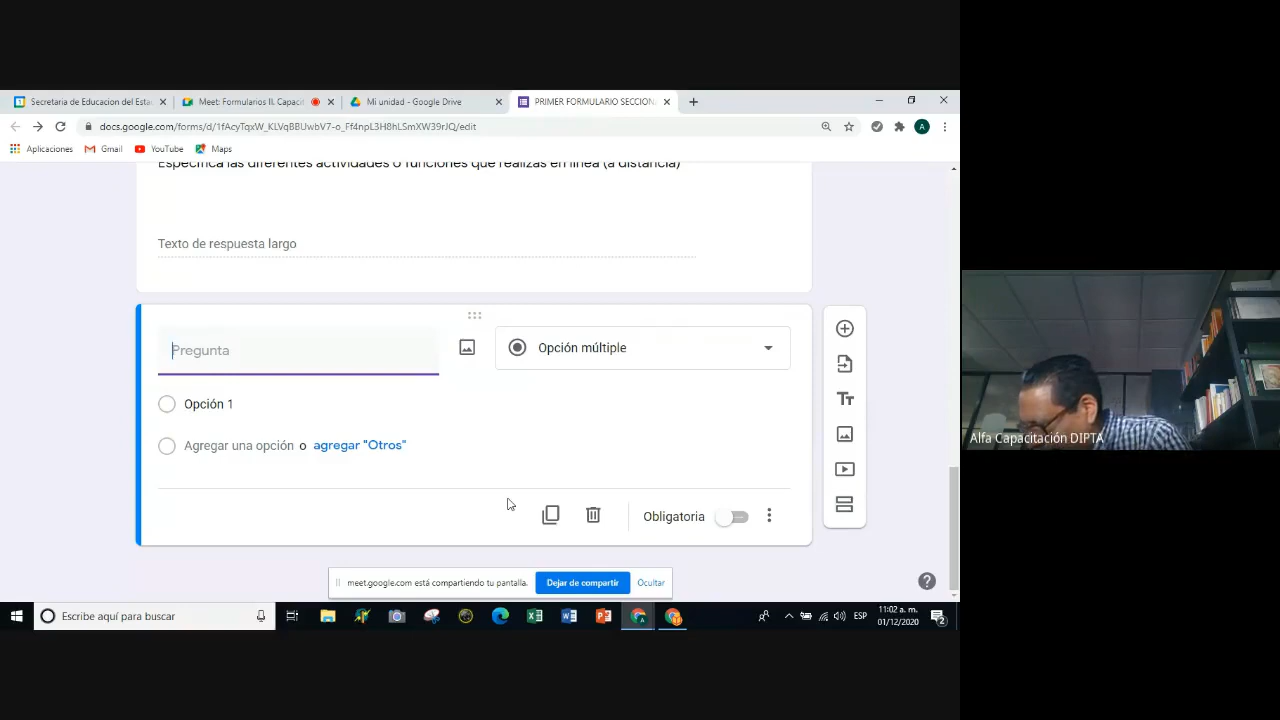 Secretaria de Educacion del Esta
Meet: Formularios II. Capaci
Mi unidad - Google Drive
PRIMER FORMULARIO SECCION
docs.google.com/forms/d/1fAcyTqxW_KLVqBBUwbV7-o_Ff4npL3H8hLSmXW39rJQ/edit
A
Aplicaciones
Gmail
YouTube
Maps
Especifica las diferentes actividades o funciones que realizas en línea (a distancia)
Texto de respuesta largo
Pregunta
Opción múltiple
Opción 1
Agregar una opción o agregar "Otros"
Obligatoria
meet.google.com está compartiendo tu pantalla.
Dejar de compartir
Ocultar
Alfa Capacitación DIPTA
Escribe aquí para buscar
ESP
11:02 a. m.
01/12/2020
2